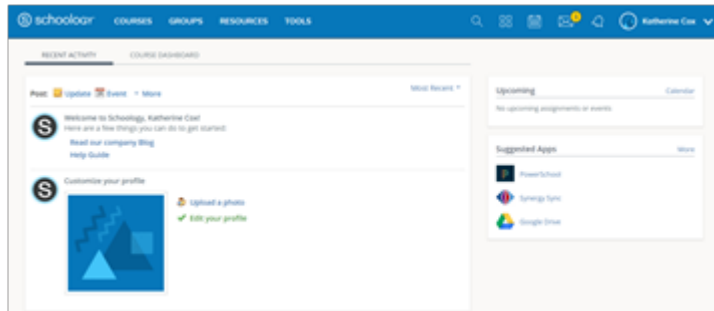 schoology COURSES GROUPS RESOURCES TOOLS Katherine Cox
RECENT ACTIVITY COURSE DASHBOARD
Post: Update Event More
Most Recent
Welcome to Schoology, Katherine Cox!
Here are a few things you can do to get started:
Read our company Blog
Help Guide
Customize your profile
Upload a photo
Edit your profile
Upcoming Calendar
No upcoming assignments or events
Suggested Apps More
PowerSchool
Synergy Sync
Google Drive